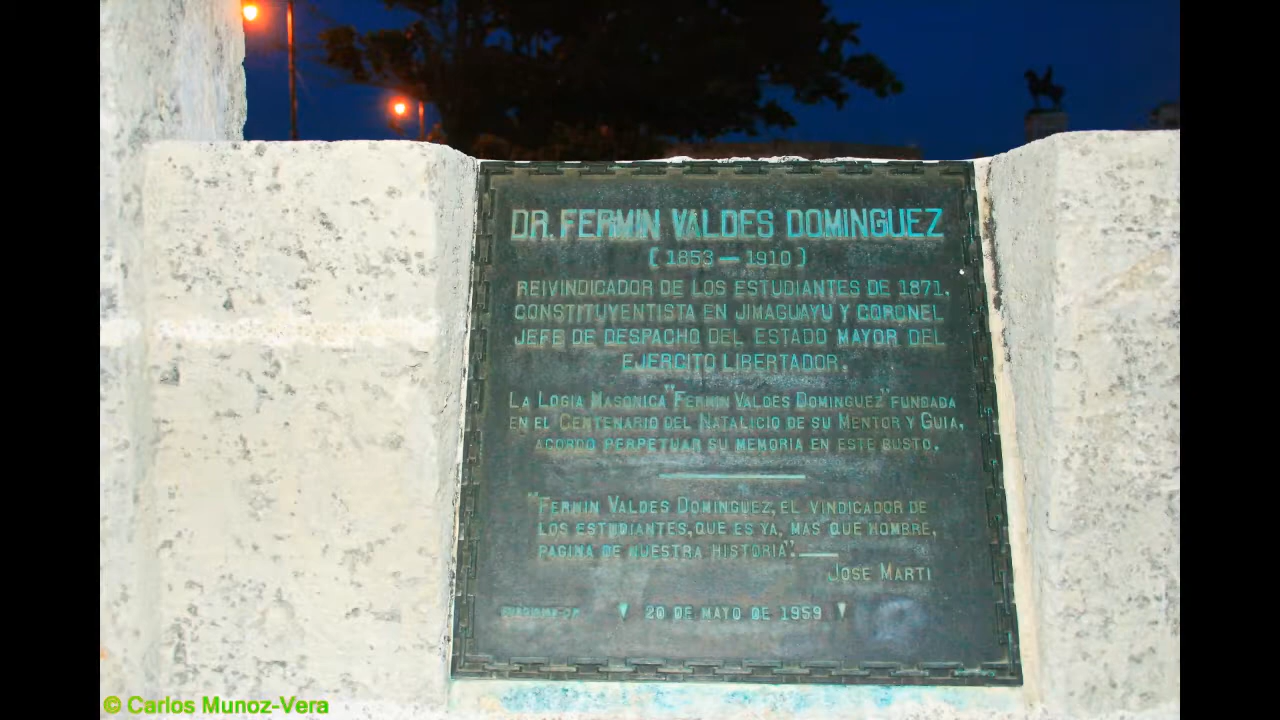 DR. FERMIN VALDES DOMINGUEZ
(1853 — 1910)
REIVINDICADOR DE LOS ESTUDIANTES DE 1871,
CONSTITUYENTISTA EN JIMAGUAYU Y CORONEL
JEFE DE DESPACHO DEL ESTADO MAYOR DEL
EJERCITO LIBERTADOR.
LA LOGIA MASONICA "FERMIN VALDES DOMINGUEZ" FUNDADA
EN EL CENTENARIO DEL NATALICIO DE SU MENTOR Y GUIA,
ACORDO PERPETUAR SU MEMORIA EN ESTE BUSTO.
"FERMIN VALDES DOMINGUEZ, EL VINDICADOR DE
LOS ESTUDIANTES, QUE ES YA, MAS QUE HOMBRE,
PAGINA DE NUESTRA HISTORIA".—
JOSE MARTI
20 DE MAYO DE 1959
© Carlos Munoz-Vera